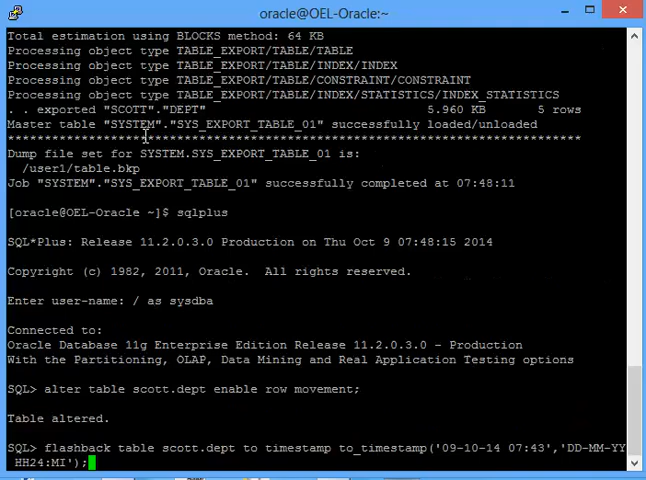 oracle@OEL-Oracle:~
Total estimation using BLOCKS method: 64 KB
Processing object type TABLE_EXPORT/TABLE/TABLE
Processing object type TABLE_EXPORT/TABLE/INDEX/INDEX
Processing object type TABLE_EXPORT/TABLE/CONSTRAINT/CONSTRAINT
Processing object type TABLE_EXPORT/TABLE/INDEX/STATISTICS/INDEX_STATISTICS
. . exported "SCOTT"."DEPT" 5.960 KB 5 rows
Master table "SYSTEM"."SYS_EXPORT_TABLE_01" successfully loaded/unloaded
******************************************************************************
Dump file set for SYSTEM.SYS_EXPORT_TABLE_01 is:
/user1/table.bkp
Job "SYSTEM"."SYS_EXPORT_TABLE_01" successfully completed at 07:48:11
[oracle@OEL-Oracle ~]$ sqlplus
SQL*Plus: Release 11.2.0.3.0 Production on Thu Oct 9 07:48:15 2014
Copyright (c) 1982, 2011, Oracle. All rights reserved.
Enter user-name: / as sysdba
Connected to:
Oracle Database 11g Enterprise Edition Release 11.2.0.3.0 - Production
With the Partitioning, OLAP, Data Mining and Real Application Testing options
SQL> alter table scott.dept enable row movement;
Table altered.
SQL> flashback table scott.dept to timestamp to_timestamp('09-10-14 07:43','DD-MM-YY
HH24:MI');